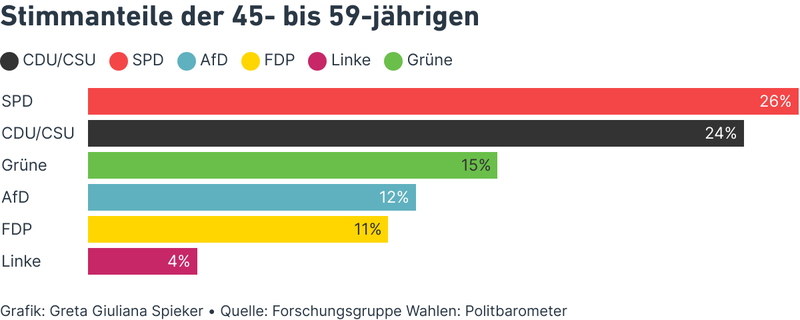 Stimmanteile der 45- bis 59-jährigen
CDU/CSU SPD AfD FDP Linke Grüne
SPD 26%
CDU/CSU 24%
Grüne 15%
AfD 12%
FDP 11%
Linke 4%
Grafik: Greta Giuliana Spieker • Quelle: Forschungsgruppe Wahlen: Politbarometer